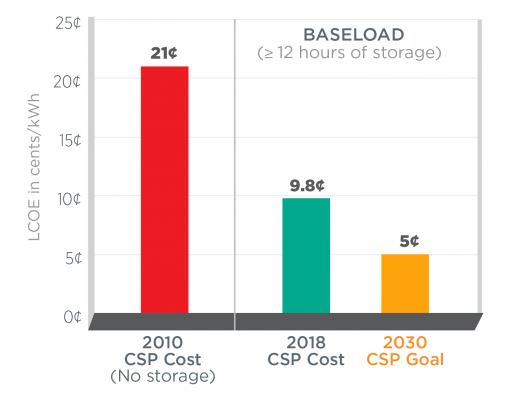 25¢
20¢
15¢
10¢
5¢
0¢
LCOE in cents/kWh
BASELOAD
(≥ 12 hours of storage)
21¢
9.8¢
5¢
2010
CSP Cost
(No storage)
2018
CSP Cost
2030
CSP Goal